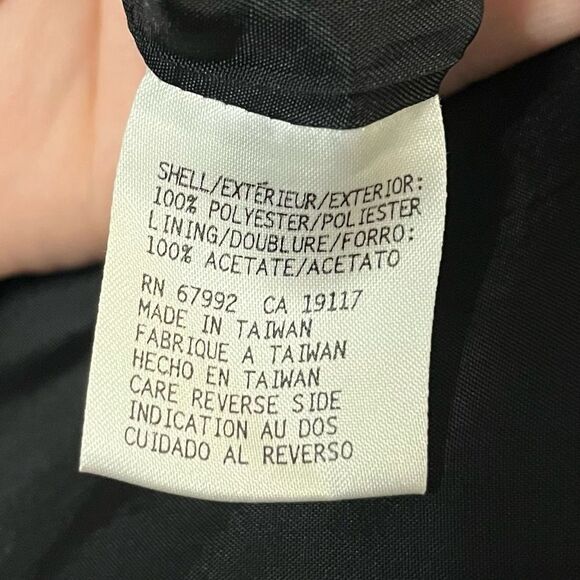 SHELL/EXTÉRIEUR/EXTERIOR:
100% POLYESTER/POLIESTER
LINING/DOUBLURE/FORRO:
100% ACETATE/ACETATO
RN 67992 CA 19117
MADE IN TAIWAN
FABRIQUE A TAIWAN
HECHO EN TAIWAN
CARE REVERSE SIDE
INDICATION AU DOS
CUIDADO AL REVERSO